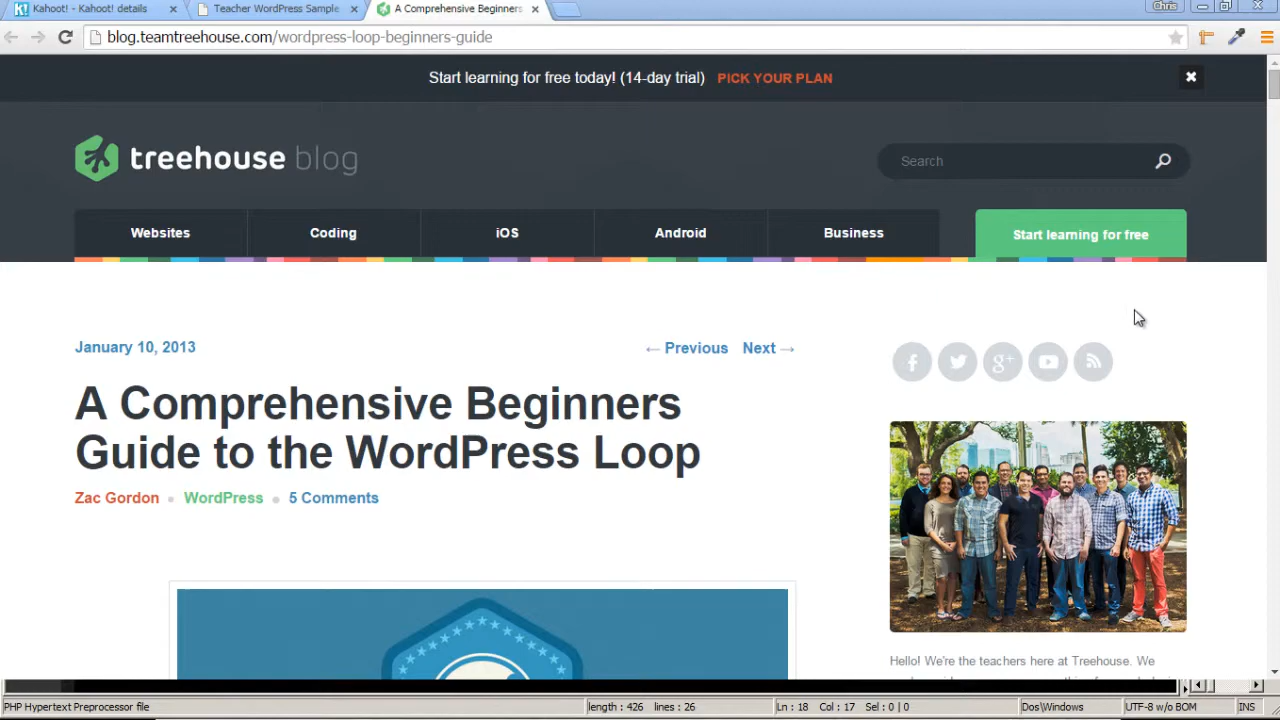 Kahoot! - Kahoot! details
Teacher WordPress Sample
A Comprehensive Beginners
Chris
blog.teamtreehouse.com/wordpress-loop-beginners-guide
Start learning for free today! (14-day trial) PICK YOUR PLAN
treehouse blog
Search
Websites
Coding
iOS
Android
Business
Start learning for free
January 10, 2013
← Previous Next →
A Comprehensive Beginners
Guide to the WordPress Loop
Zac Gordon • WordPress • 5 Comments
Hello! We're the teachers here at Treehouse. We
PHP Hypertext Preprocessor file
length : 426 lines : 26
Ln : 18 Col : 17 Sel : 0 | 0
Dos\Windows
UTF-8 w/o BOM
INS